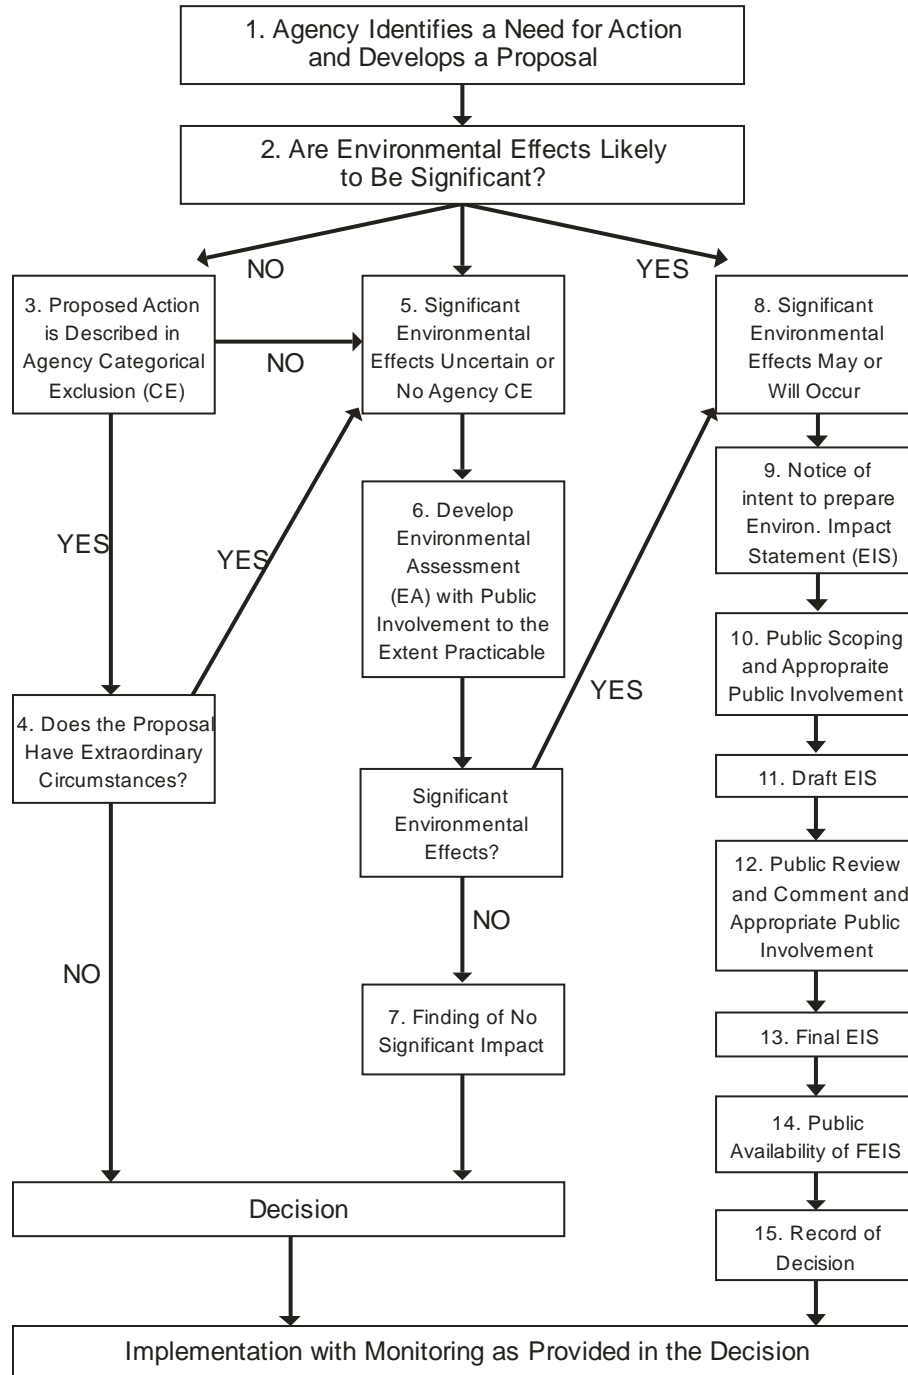 1. Agency Identifies a Need for Action
and Develops a Proposal
2. Are Environmental Effects Likely
to Be Significant?
NO
YES
3. Proposed Action
is Described in
Agency Categorical
Exclusion (CE)
NO
5. Significant
Environmental
Effects Uncertain or
No Agency CE
8. Significant
Environmental
Effects May or
Will Occur
YES
YES
6. Develop
Environmental
Assessment
(EA) with Public
Involvement to the
Extent Practicable
9. Notice of
intent to prepare
Environ. Impact
Statement (EIS)
YES
10. Public Scoping
and Appropraite
Public Involvement
4. Does the Proposal
Have Extraordinary
Circumstances?
Significant
Environmental
Effects?
11. Draft EIS
12. Public Review
and Comment and
Appropriate Public
Involvement
NO
NO
7. Finding of No
Significant Impact
13. Final EIS
14. Public
Availability of FEIS
Decision
15. Record of
Decision
Implementation with Monitoring as Provided in the Decision